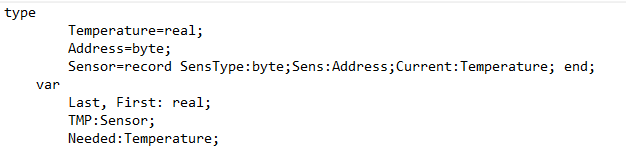 type
Temperature=real;
Address=byte;
Sensor=record SensType:byte;Sens:Address;Current:Temperature; end;
var
Last, First: real;
TMP:Sensor;
Needed:Temperature;